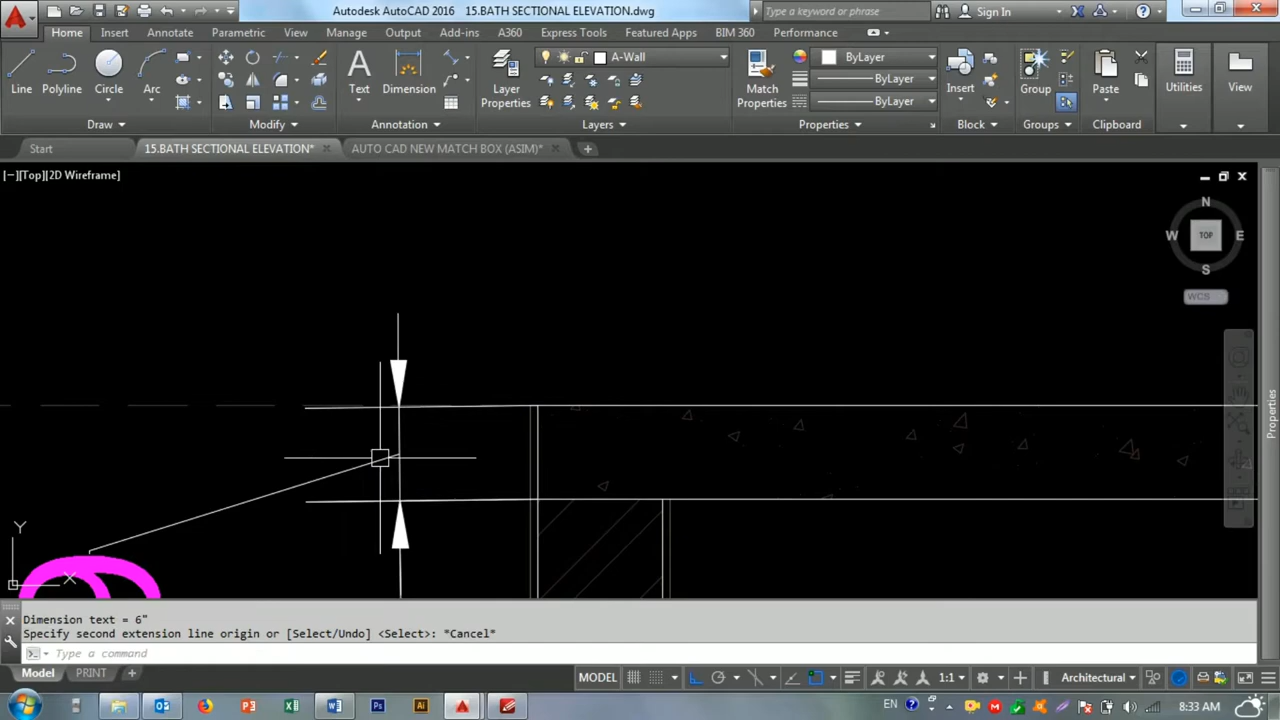 Autodesk AutoCAD 2016 15.BATH SECTIONAL ELEVATION.dwg
Type a keyword or phrase
Sign In
Home Insert Annotate Parametric View Manage Output Add-ins A360 Express Tools Featured Apps BIM 360 Performance
A-Wall
ByLayer
ByLayer
ByLayer
Line Polyline Circle Arc Text Dimension Layer Properties Match Properties Insert Group Paste Utilities View
Draw Modify Annotation Layers Properties Block Groups Clipboard
Start 15.BATH SECTIONAL ELEVATION* AUTO CAD NEW MATCH BOX (ASIM)*
[−][Top][2D Wireframe]
N
W TOP E
S
WCS
Properties
Y
X
Dimension text = 6"
Specify second extension line origin or [Select/Undo] <Select>: *Cancel*
Type a command
Model PRINT
MODEL 1:1 Architectural
EN 8:33 AM